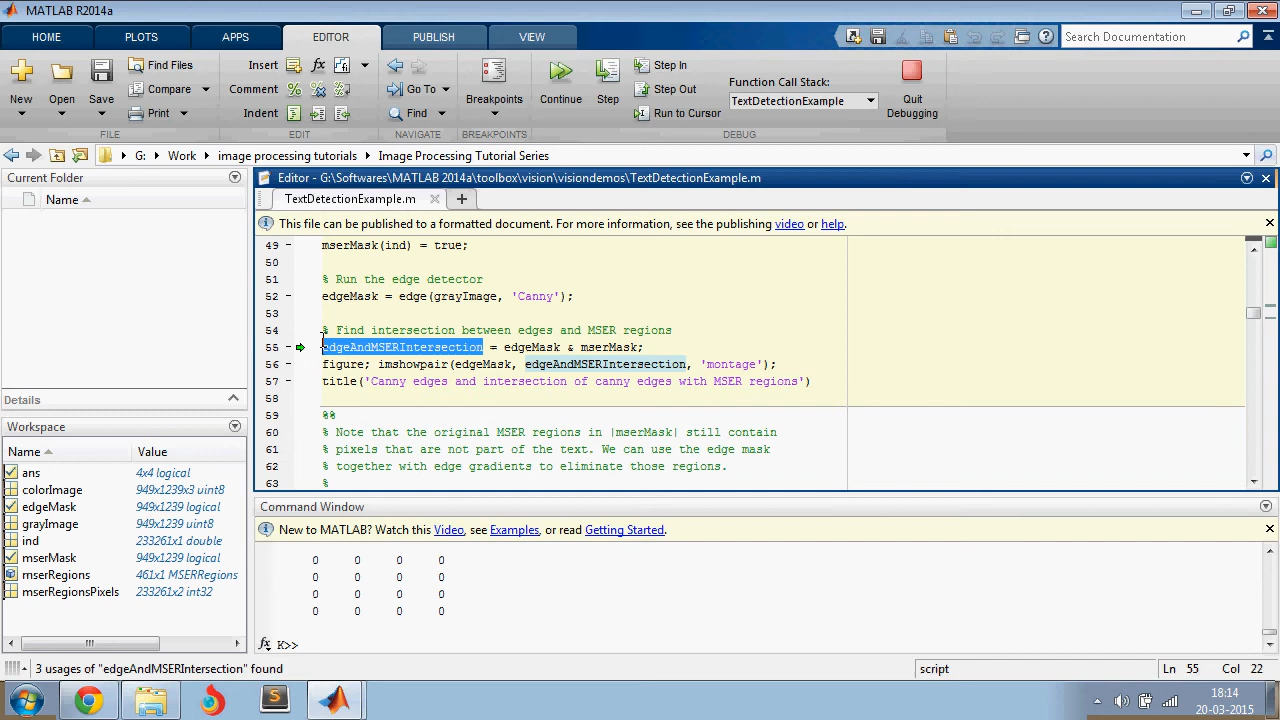 MATLAB R2014a
HOME PLOTS APPS EDITOR PUBLISH VIEW
Search Documentation
New Open Save
Find Files
Compare
Print
Insert
Comment
Indent
Go To
Find
Breakpoints
Continue
Step
Step In
Step Out
Run to Cursor
Function Call Stack:
TextDetectionExample
Quit Debugging
FILE EDIT NAVIGATE BREAKPOINTS DEBUG
G: Work image processing tutorials Image Processing Tutorial Series
Current Folder
Name
Details
Workspace
Name Value
ans 4x4 logical
colorImage 949x1239x3 uint8
edgeMask 949x1239 logical
grayImage 949x1239 uint8
ind 233261x1 double
mserMask 949x1239 logical
mserRegions 461x1 MSERRegions
mserRegionsPixels 233261x2 int32
Editor - G:\Softwares\MATLAB 2014a\toolbox\vision\visiondemos\TextDetectionExample.m
TextDetectionExample.m
This file can be published to a formatted document. For more information, see the publishing video or help.
49 - mserMask(ind) = true;
50
51 % Run the edge detector
52 - edgeMask = edge(grayImage, 'Canny');
53
54 % Find intersection between edges and MSER regions
55 - edgeAndMSERIntersection = edgeMask & mserMask;
56 - figure; imshowpair(edgeMask, edgeAndMSERIntersection, 'montage');
57 - title('Canny edges and intersection of canny edges with MSER regions')
58
59 %%
60 % Note that the original MSER regions in |mserMask| still contain
61 % pixels that are not part of the text. We can use the edge mask
62 % together with edge gradients to eliminate those regions.
63 %
Command Window
New to MATLAB? Watch this Video, see Examples, or read Getting Started.
0 0 0 0
0 0 0 0
0 0 0 0
0 0 0 0
fx K>>
3 usages of "edgeAndMSERIntersection" found
script
Ln 55 Col 22
18:14
20-03-2015